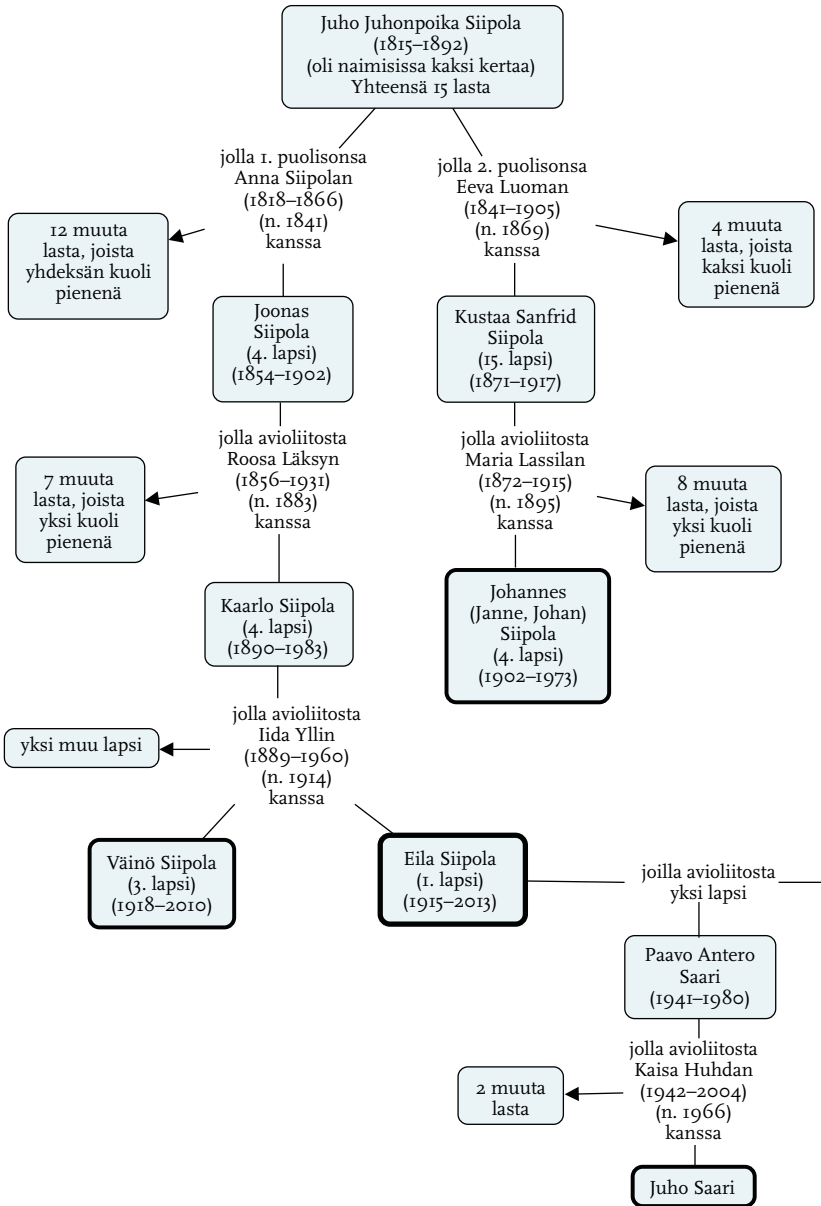 Juho Juhonpoika Siipola
(1815–1892)
(oli naimisissa kaksi kertaa)
Yhteensä 15 lasta
jolla 1. puolisonsa
Anna Siipolan
(1818–1866)
(n. 1841)
kanssa
jolla 2. puolisonsa
Eeva Luoman
(1841–1905)
(n. 1869)
kanssa
12 muuta
lasta, joista
yhdeksän kuoli
pienenä
4 muuta
lasta, joista
kaksi kuoli
pienenä
Joonas
Siipola
(4. lapsi)
(1854–1902)
Kustaa Sanfrid
Siipola
(15. lapsi)
(1871–1917)
jolla avioliitosta
Roosa Läksyn
(1856–1931)
(n. 1883)
kanssa
jolla avioliitosta
Maria Lassilan
(1872–1915)
(n. 1895)
kanssa
7 muuta
lasta, joista
yksi kuoli
pienenä
8 muuta
lasta, joista
yksi kuoli
pienenä
Kaarlo Siipola
(4. lapsi)
(1890–1983)
Johannes
(Janne, Johan)
Siipola
(4. lapsi)
(1902–1973)
jolla avioliitosta
Iida Yllin
(1889–1960)
(n. 1914)
kanssa
yksi muu lapsi
Väinö Siipola
(3. lapsi)
(1918–2010)
Eila Siipola
(1. lapsi)
(1915–2013)
joilla avioliitosta
yksi lapsi
Paavo Antero
Saari
(1941–1980)
jolla avioliitosta
Kaisa Huhdan
(1942–2004)
(n. 1966)
kanssa
2 muuta
lasta
Juho Saari